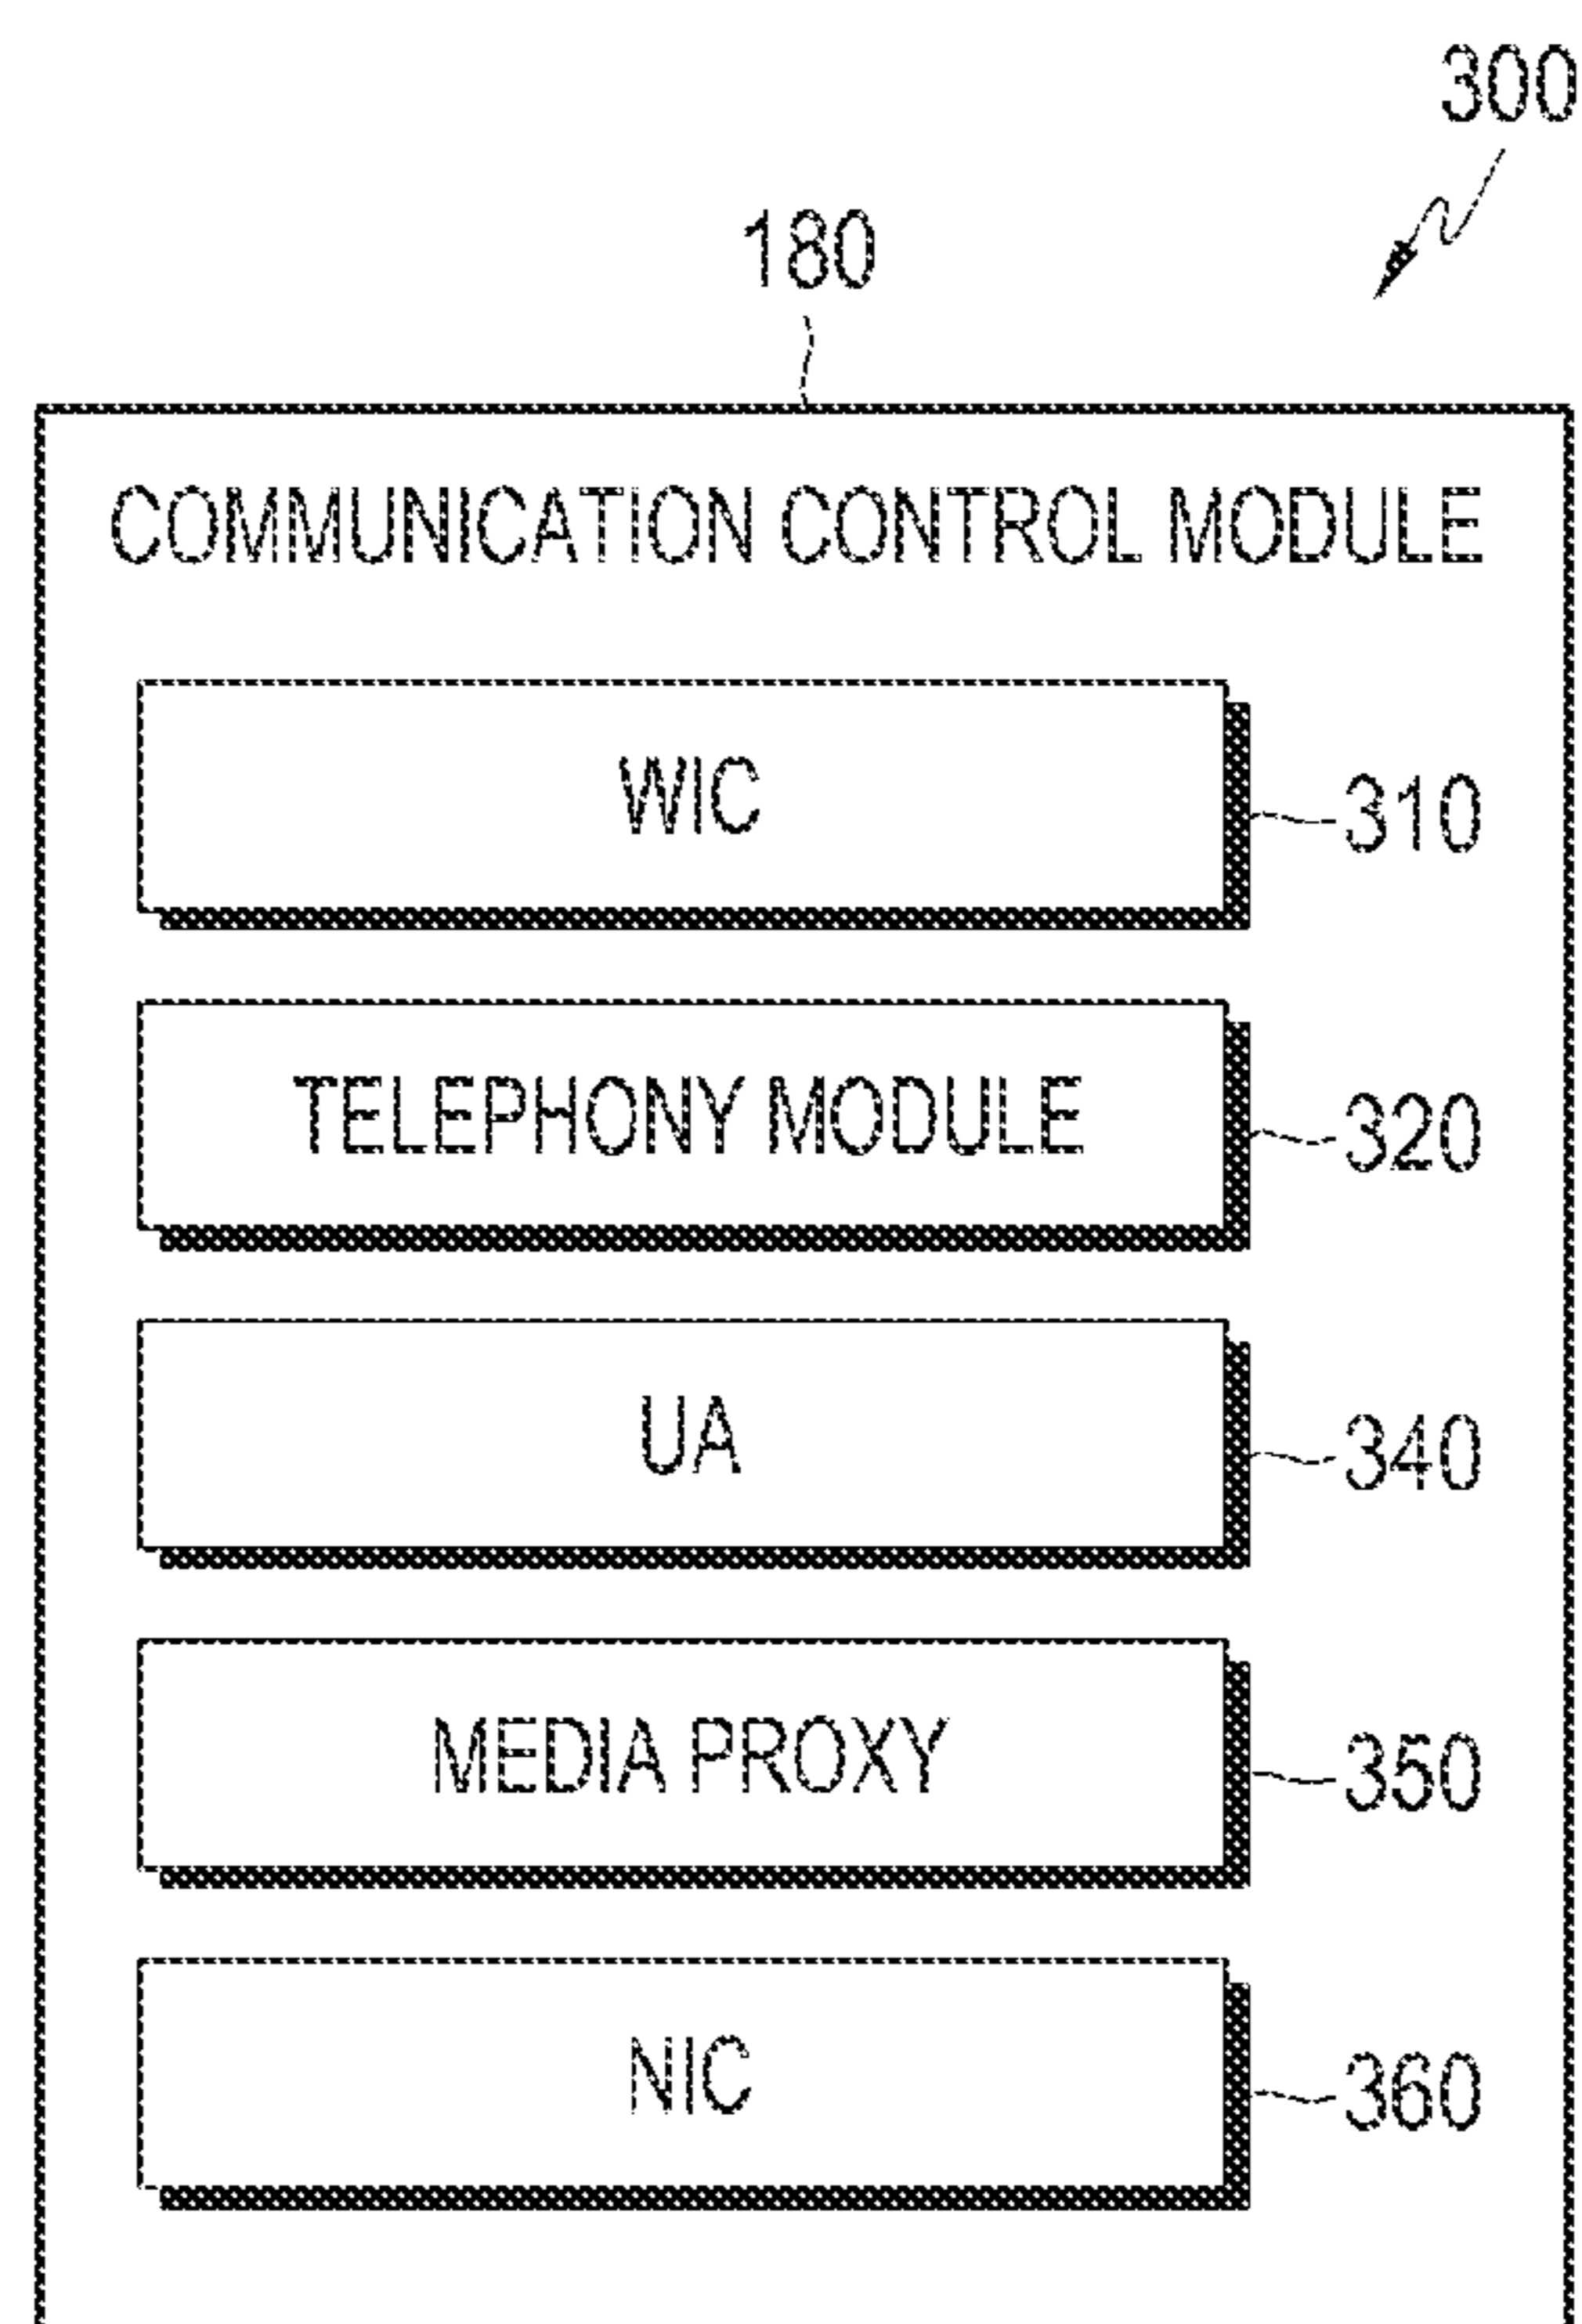 300
180
COMMUNICATION CONTROL MODULE
WIC
310
TELEPHONY MODULE
320
UA
340
MEDIA PROXY
350
NIC
360